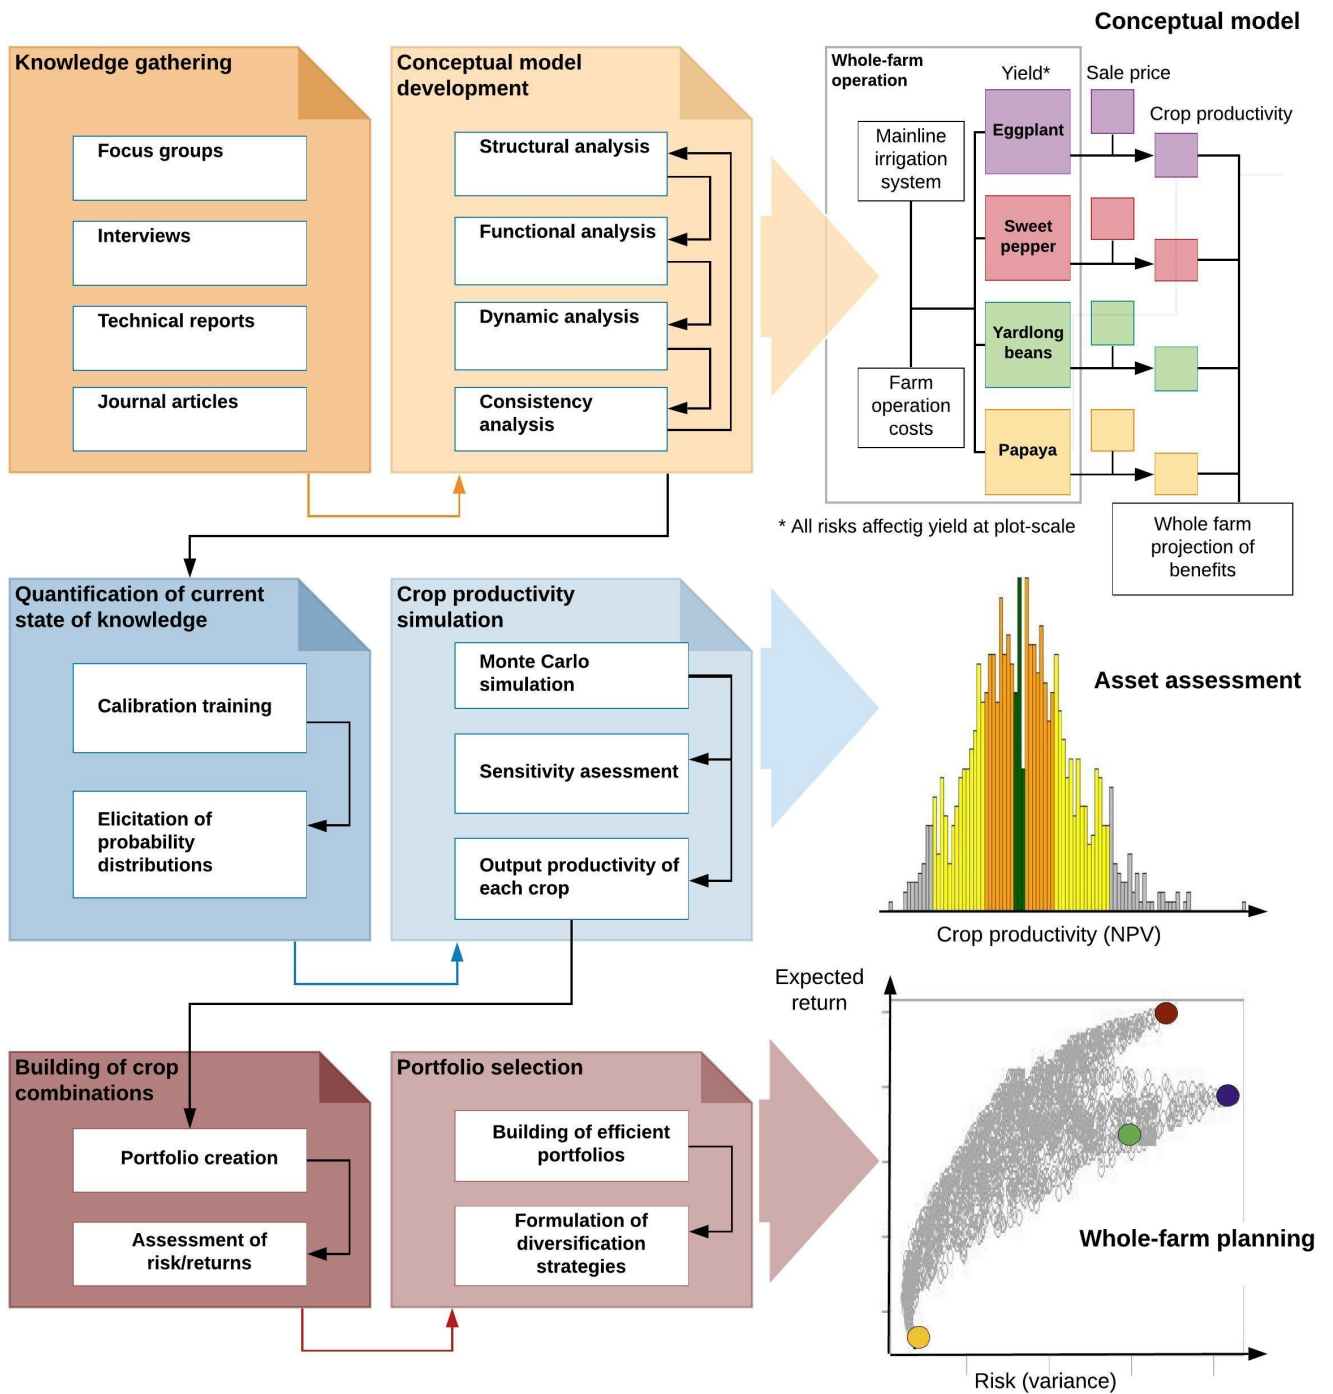 Conceptual model
Knowledge gathering
Focus groups
Interviews
Technical reports
Journal articles
Conceptual model
development
Structural analysis
Functional analysis
Dynamic analysis
Consistency
analysis
Whole-farm
operation
Yield*
Sale price
Crop productivity
Mainline
irrigation
system
Farm
operation
costs
Eggplant
Sweet
pepper
Yardlong
beans
Papaya
* All risks affectig yield at plot-scale
Whole farm
projection of
benefits
Quantification of current
state of knowledge
Calibration training
Elicitation of
probability
distributions
Crop productivity
simulation
Monte Carlo
simulation
Sensitivity asessment
Output productivity of
each crop
Asset assessment
Crop productivity (NPV)
Building of crop
combinations
Portfolio creation
Assessment of
risk/returns
Portfolio selection
Building of efficient
portfolios
Formulation of
diversification
strategies
Expected
return
Whole-farm planning
Risk (variance)